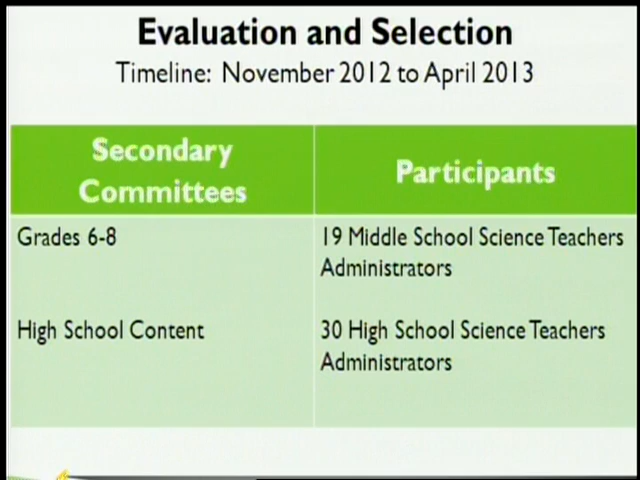 Evaluation and Selection
Timeline: November 2012 to April 2013
Secondary
Committees
Participants
Grades 6-8
19 Middle School Science Teachers
Administrators
High School Content
30 High School Science Teachers
Administrators